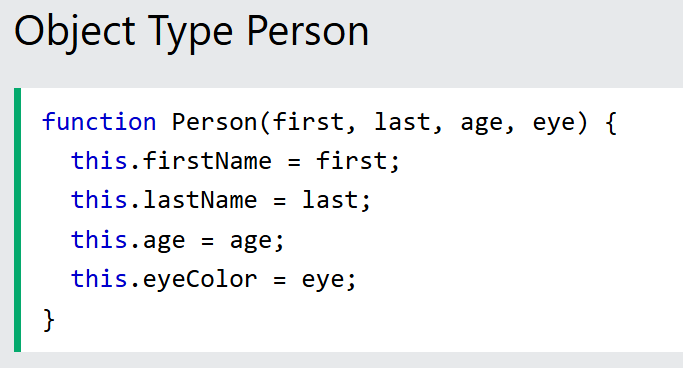 Object Type Person
function Person(first, last, age, eye) {
  this.firstName = first;
  this.lastName = last;
  this.age = age;
  this.eyeColor = eye;
}